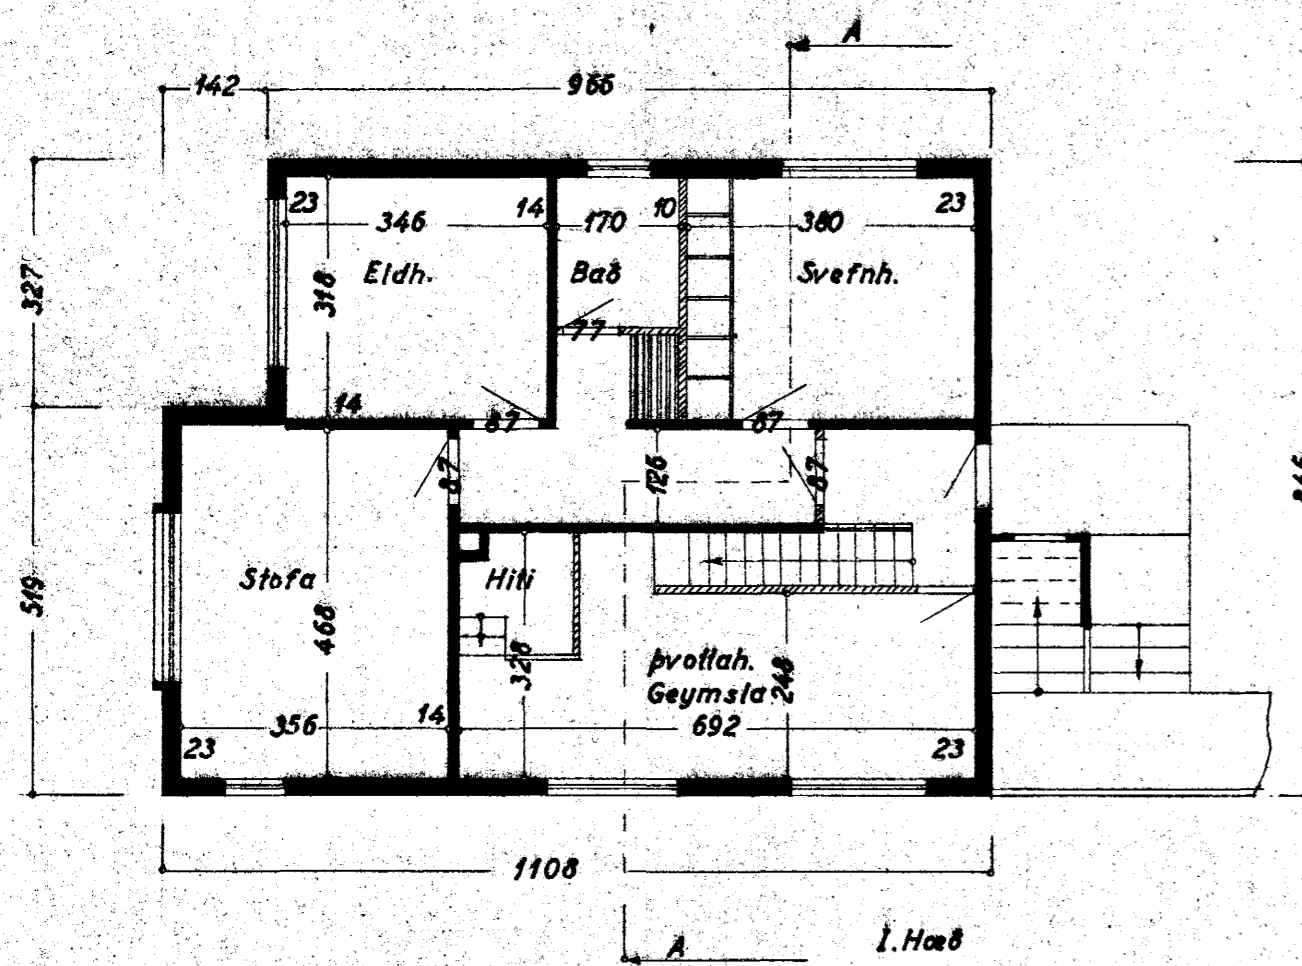 A
142 966
23 346 14 170 10 380 23
Eldh. Bað Svefnh.
327 318
77
14 87 87
87 126 87
Stofa Hiti
519 468 328
Þvottah. 248
Geymsla
356 14 692
23 23
1108
A
I. Hæð